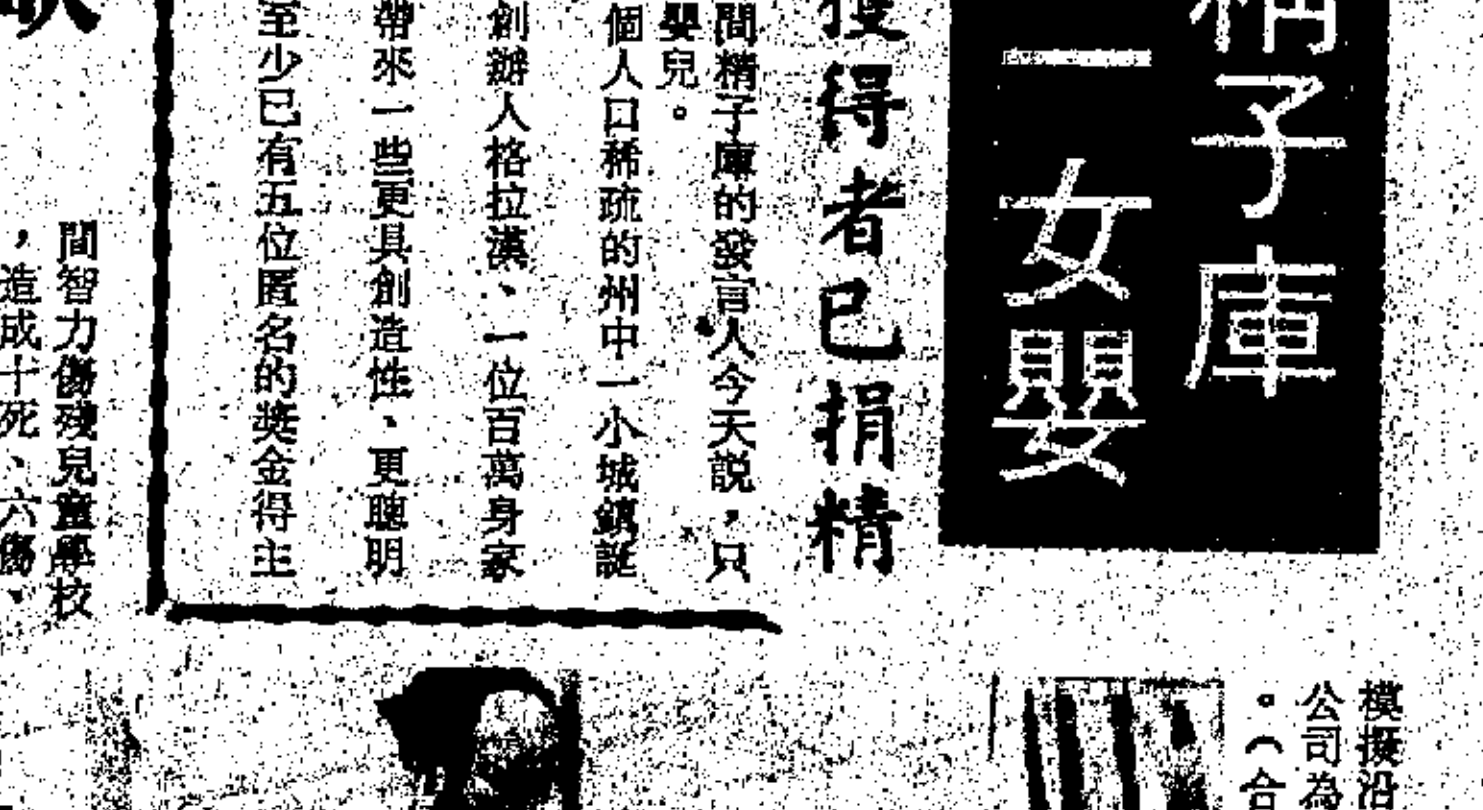 精子庫
一女嬰
獲得者已捐精
間精子庫的發言人今天説，只
嬰兒。
個人口稀疏的州中一小城鎮誕
創辦人格拉漢、一位百萬身家
帶來一些更具創造性、更聰明
至少已有五位匿名的獎金得主
間智力傷殘兒童學校
，造成十死、六傷、
模擬沿
公司為
。（合